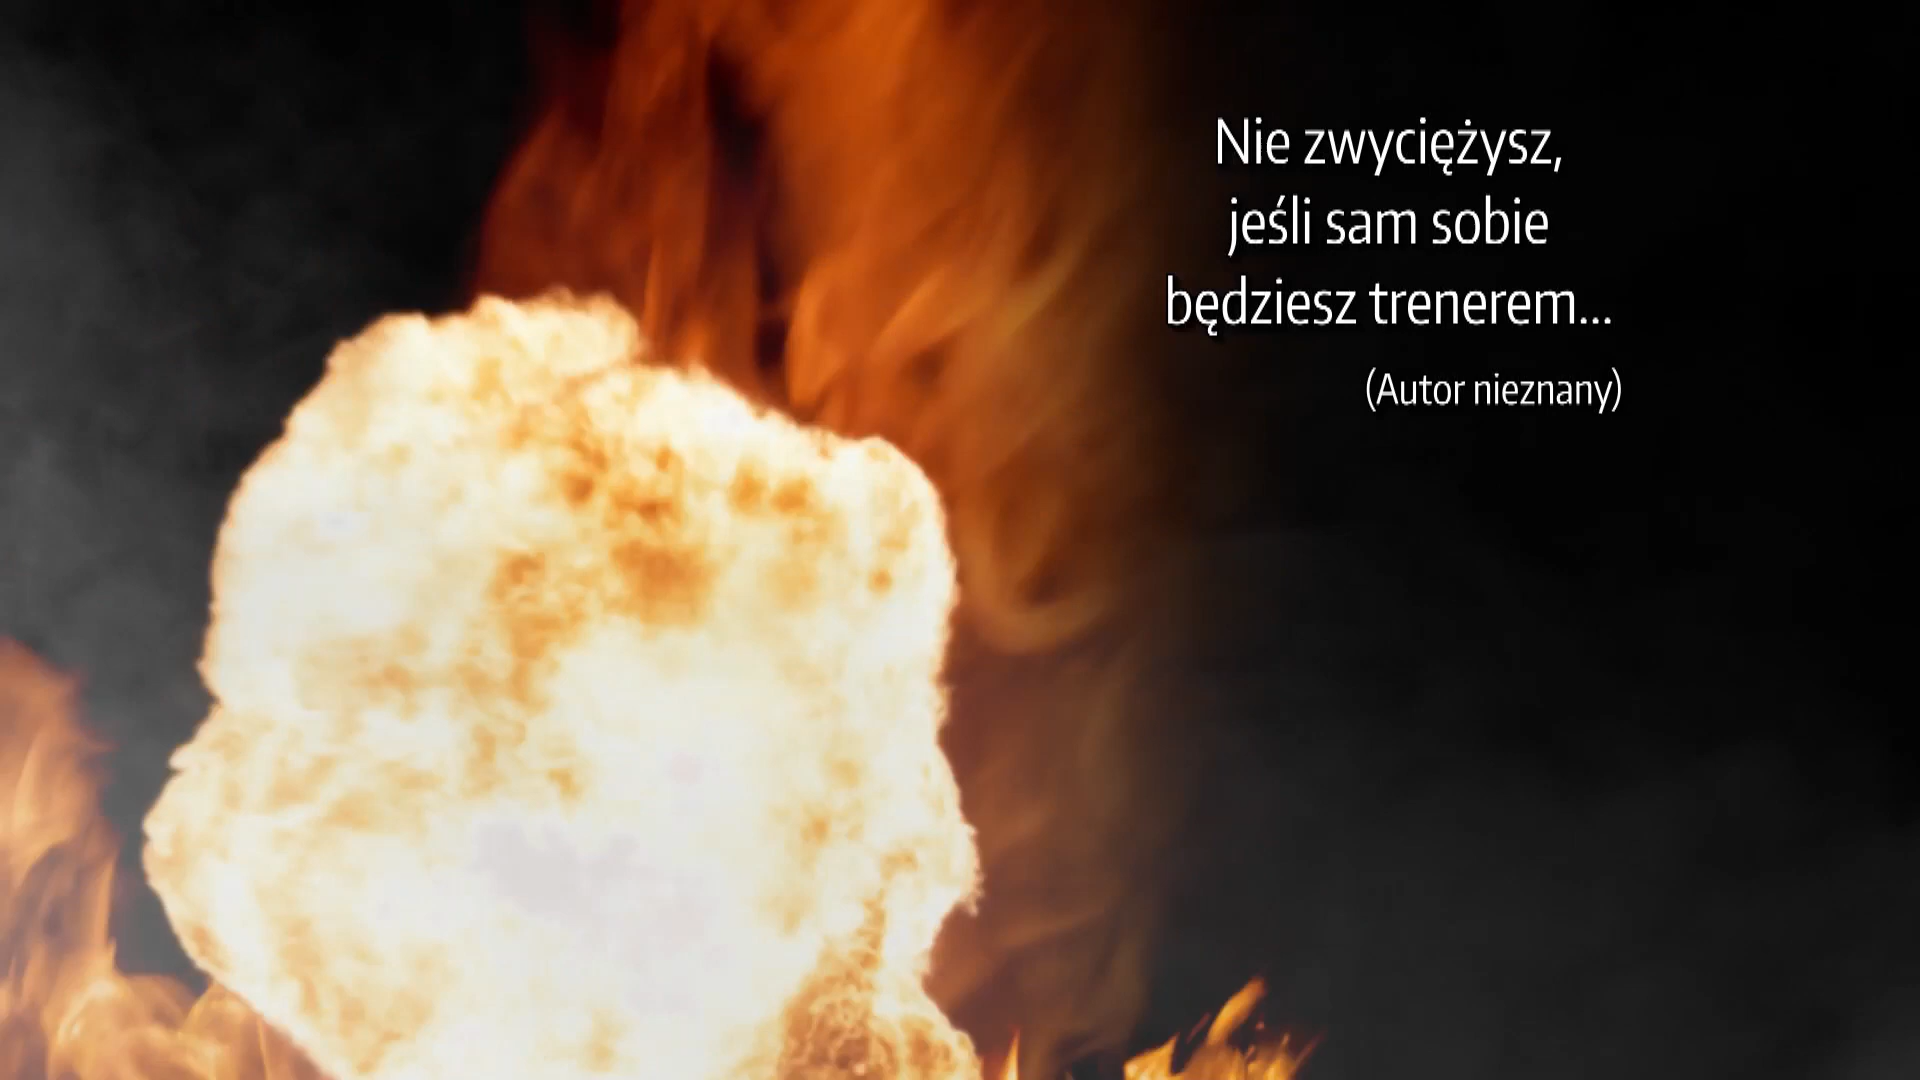 Nie zwyciężysz,
jeśli sam sobie
będziesz trenerem...
(Autor nieznany)